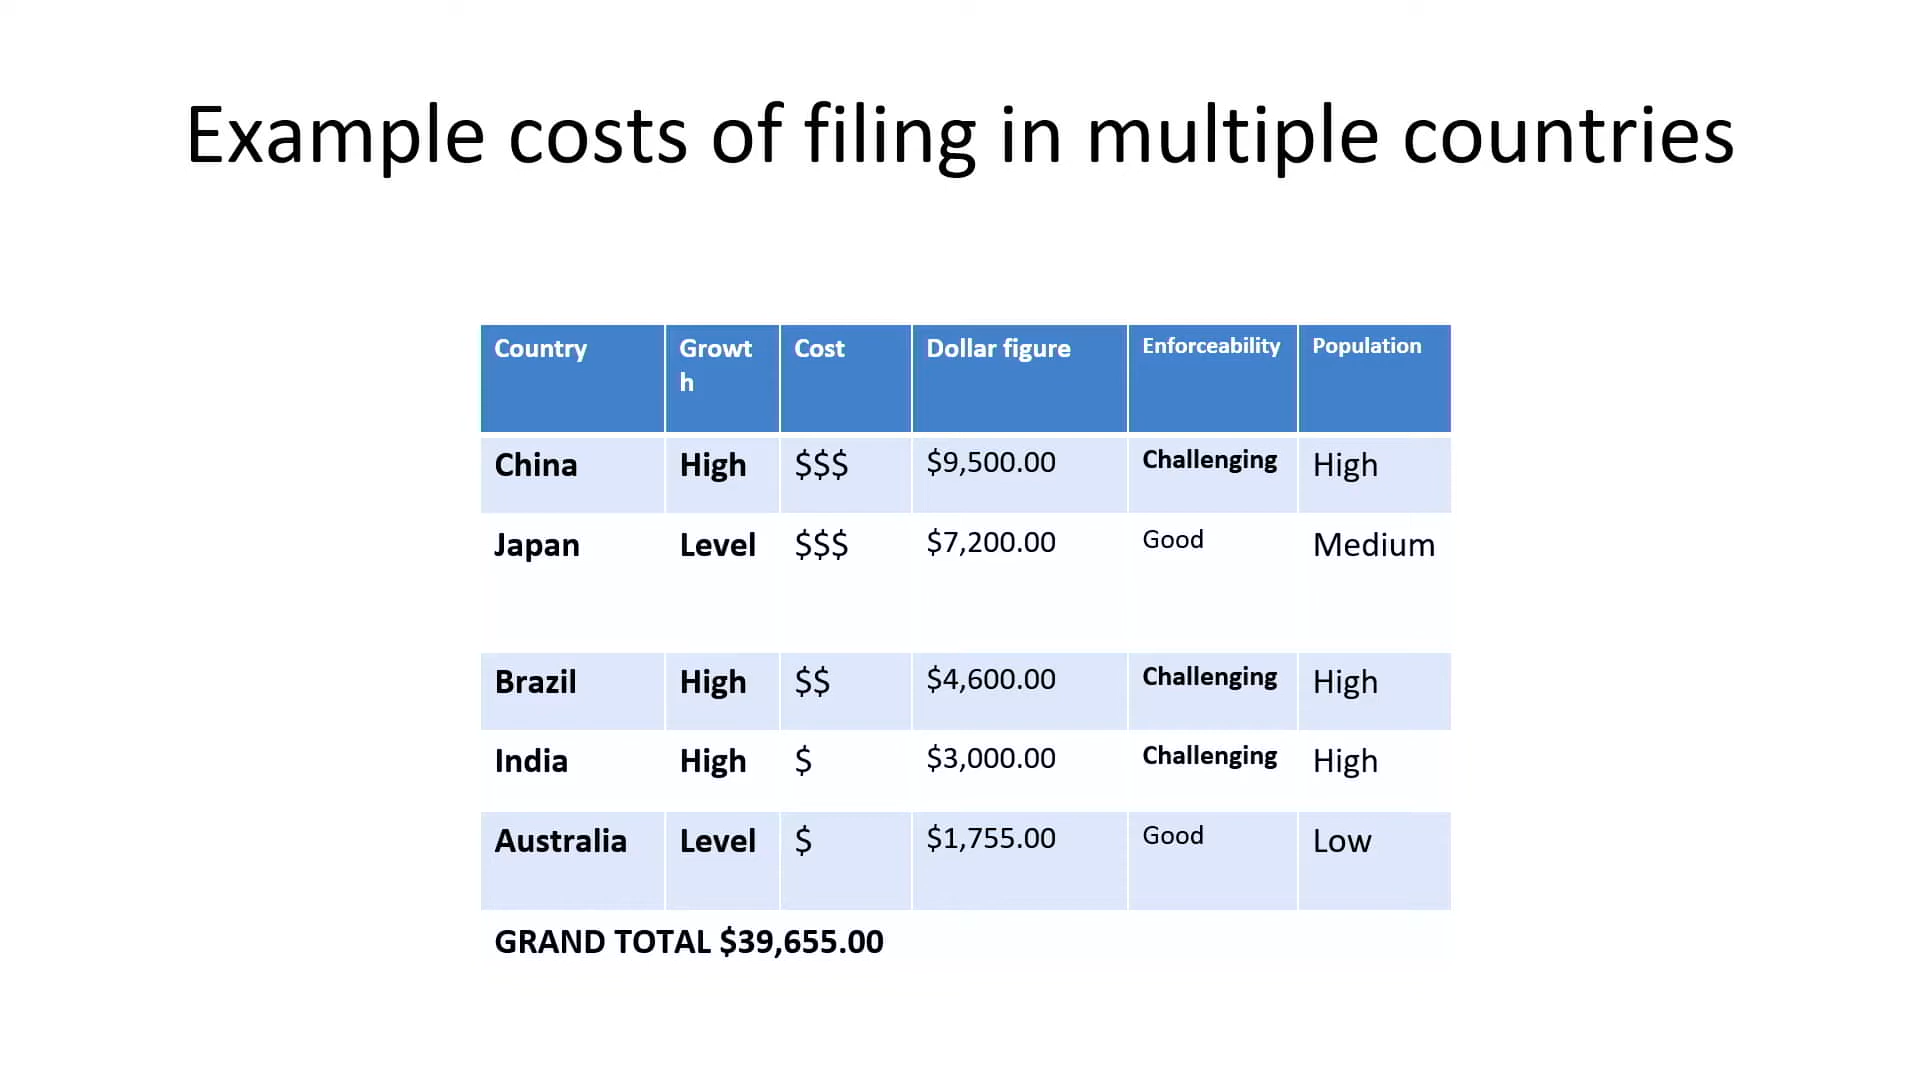 Example costs of filing in multiple countries
Country Growt Cost Dollar figure Enforceability Population
h
China High $$$ $9,500.00 Challenging High
Japan Level $$$ $7,200.00 Good Medium
Brazil High $$ $4,600.00 Challenging High
India High $ $3,000.00 Challenging High
Australia Level $ $1,755.00 Good Low
GRAND TOTAL $39,655.00